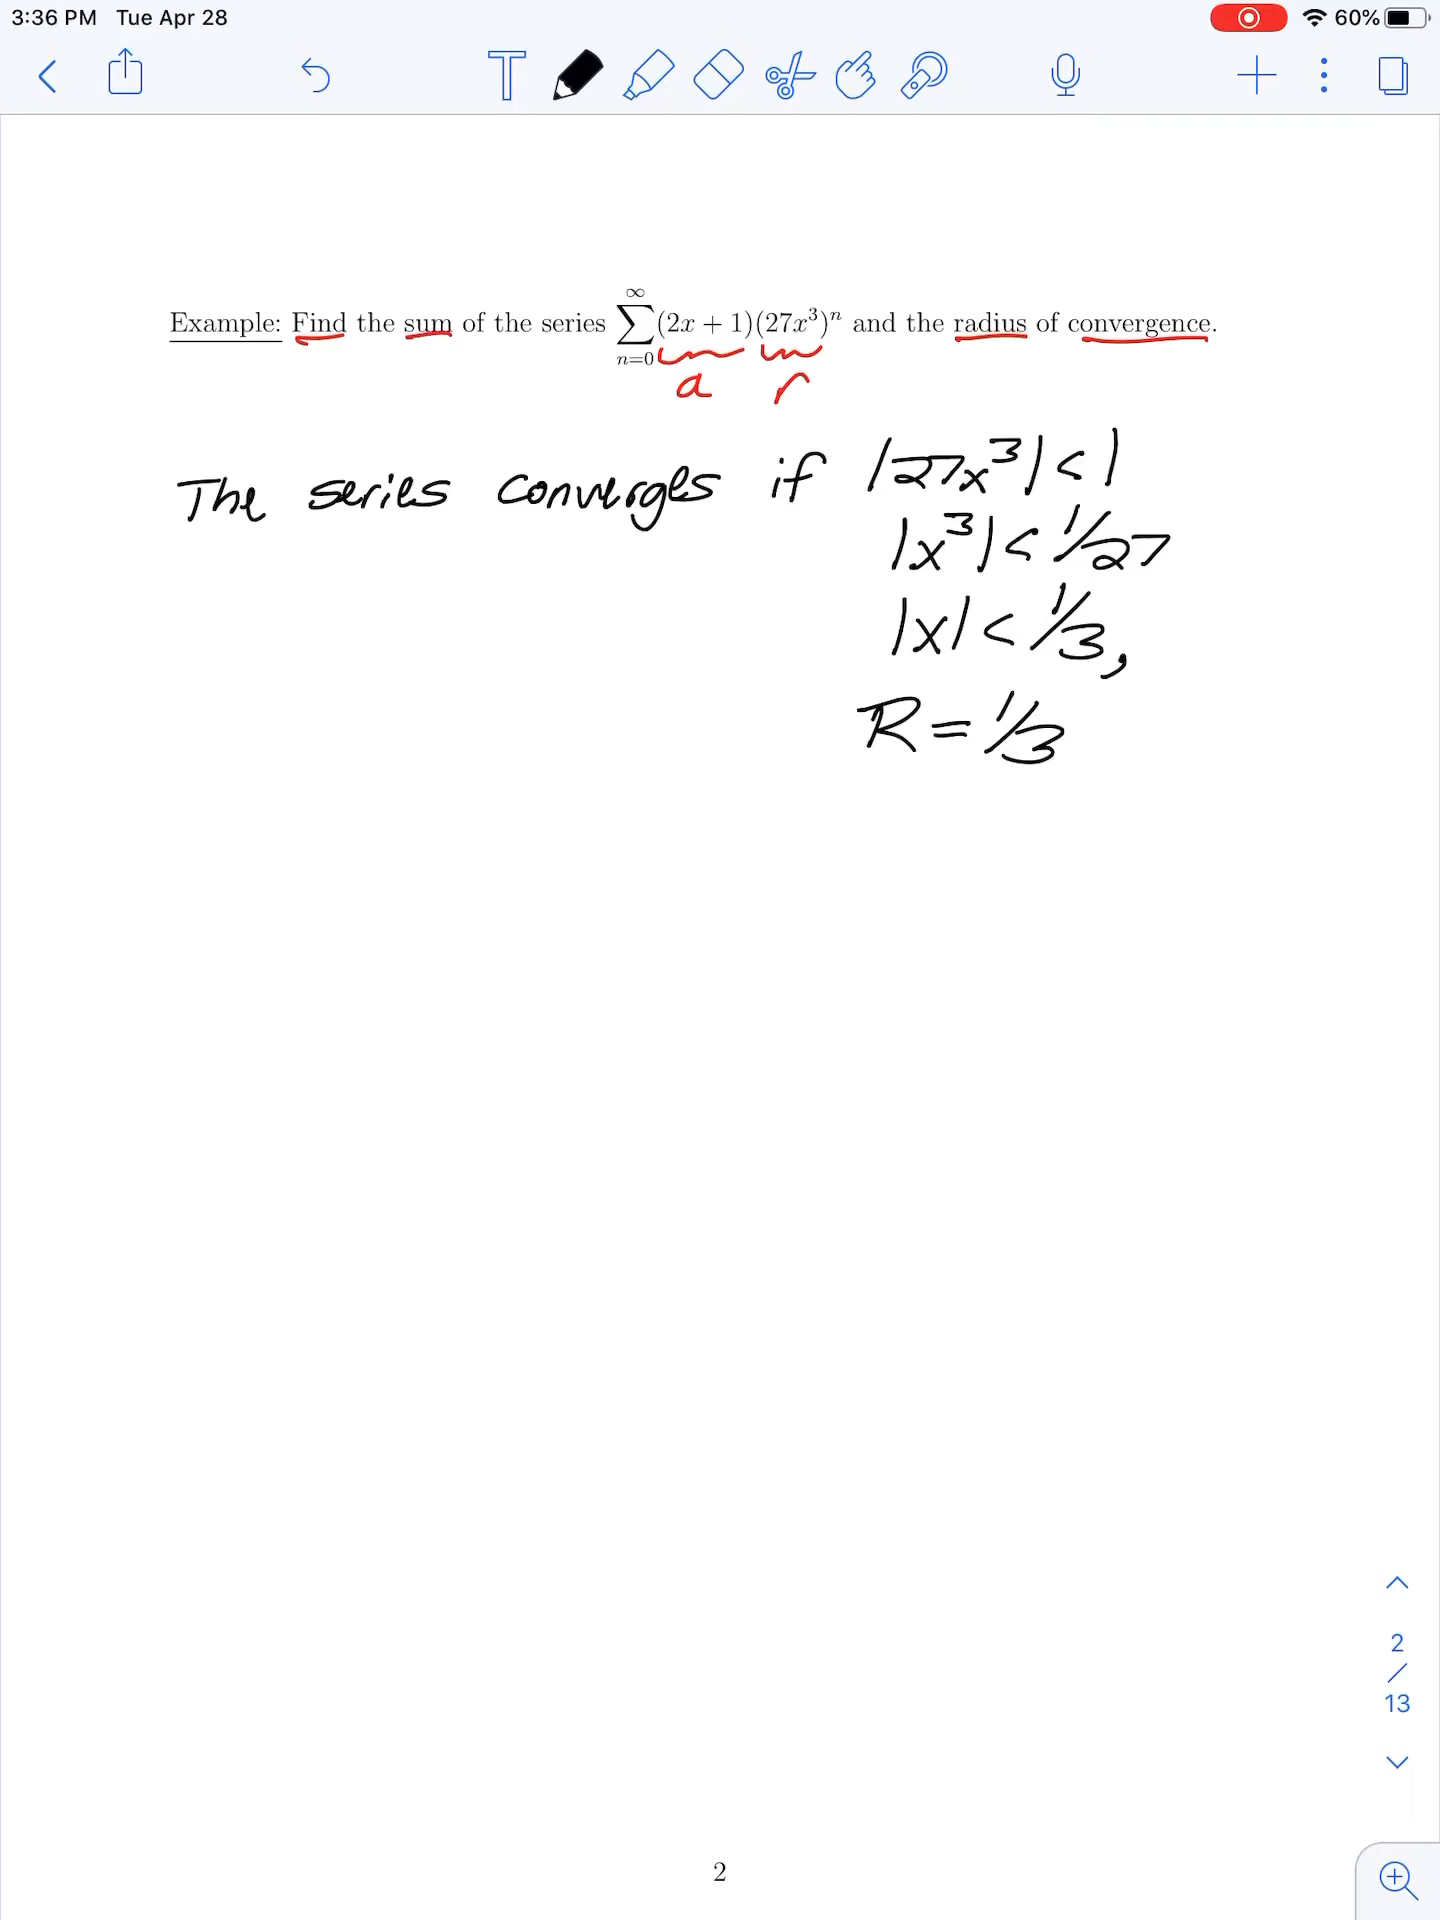 3:36 PM Tue Apr 28 60%
T
Example: Find the sum of the series ∑_{n=0}^{∞} (2x + 1)(27x³)ⁿ and the radius of convergence.
a r
The series converges if |27x³| < 1
|x³| < 1/27
|x| < 1/3,
R = 1/3
2
/
13
2